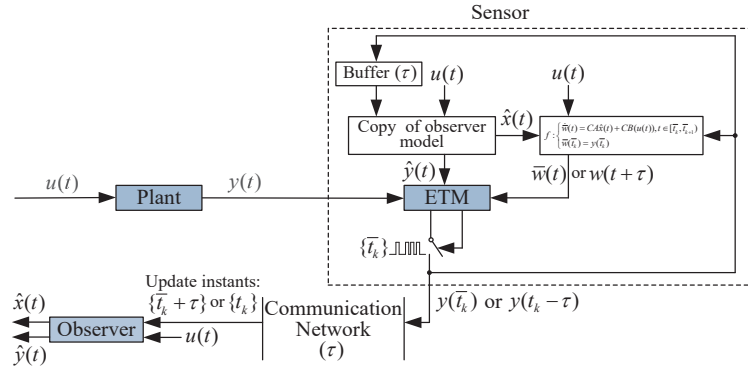 Sensor
Buffer (τ)
u(t)
u(t)
Copy of observer
model
x̂(t)
f : { w̄̇(t) = CAx̂(t) + CB(u(t)), t ∈ [t̄_k, t̄_{k+1})
w̄(t̄_k) = y(t̄_k)
ŷ(t)
w̄(t) or w(t + τ)
u(t)
Plant
y(t)
ETM
{t̄_k}
Update instants:
{t̄_k + τ} or {t_k}
y(t̄_k) or y(t_k − τ)
x̂(t)
Observer
ŷ(t)
u(t)
Communication
Network
(τ)